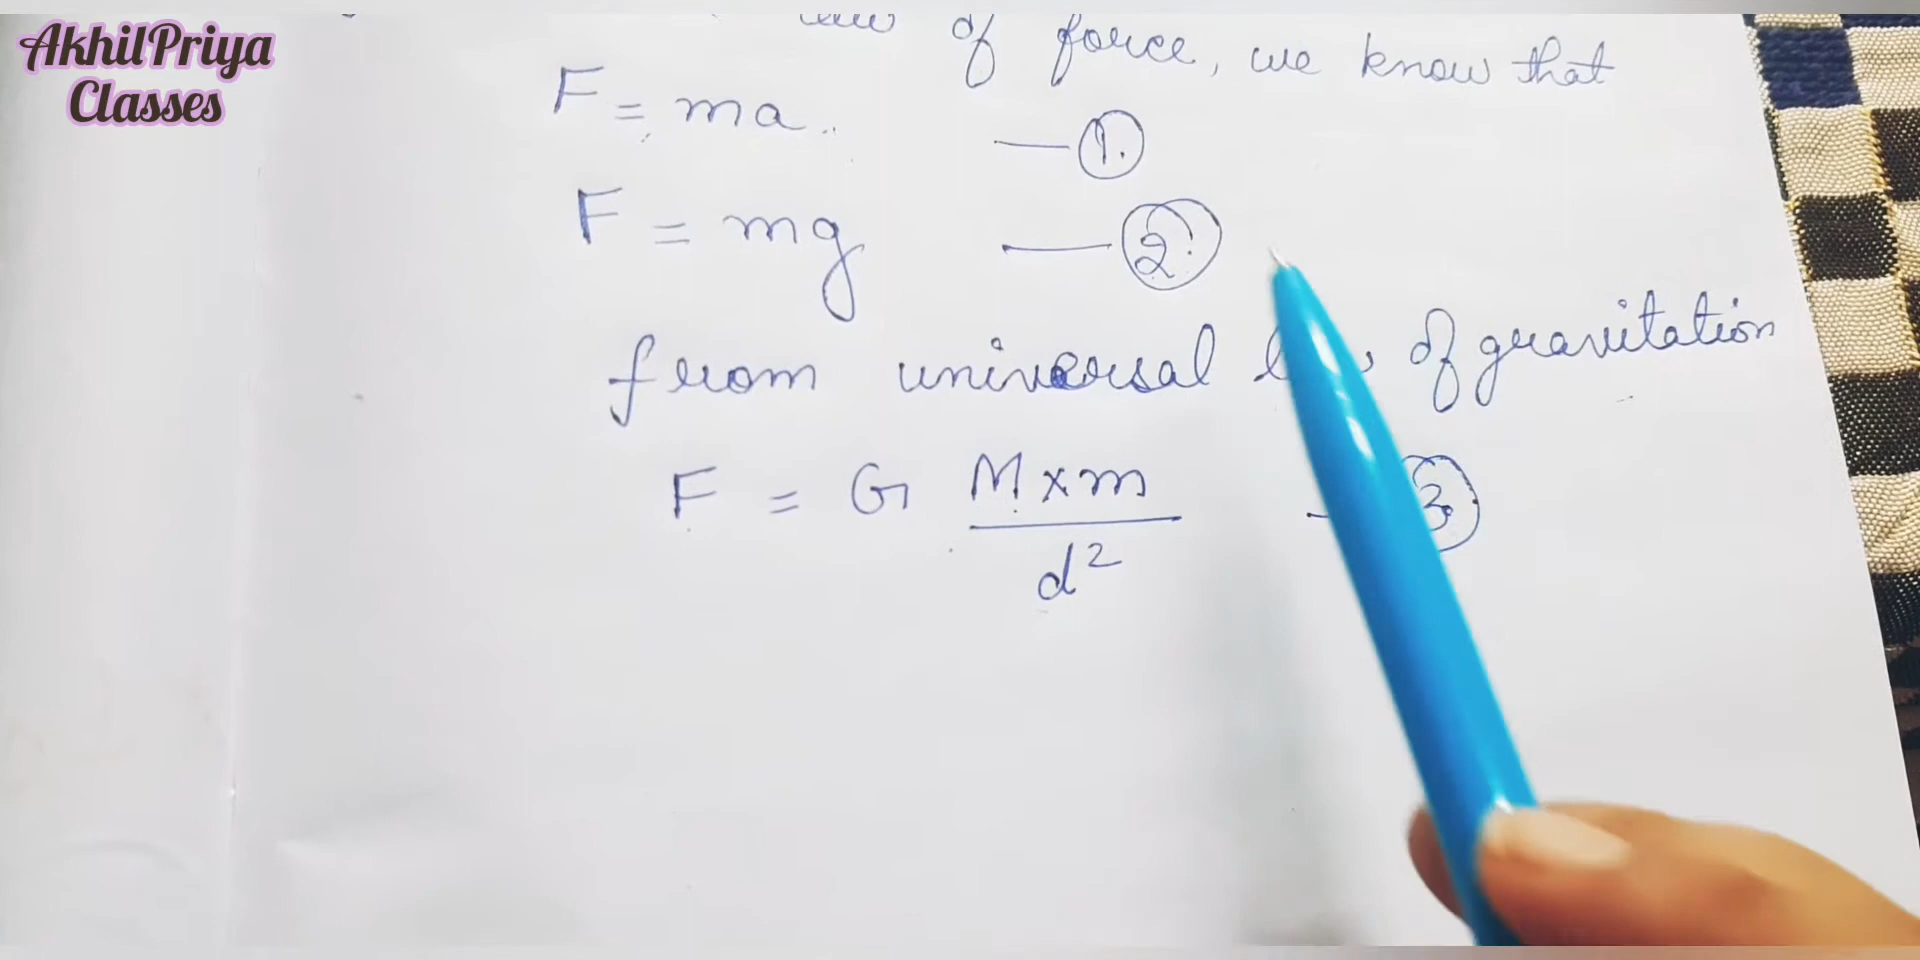 AkhilPriya
Classes
of force, we know that
F = ma. — 1.
F = mg — 2.
from universal of gravitation
F = G M×m / d² — 3.